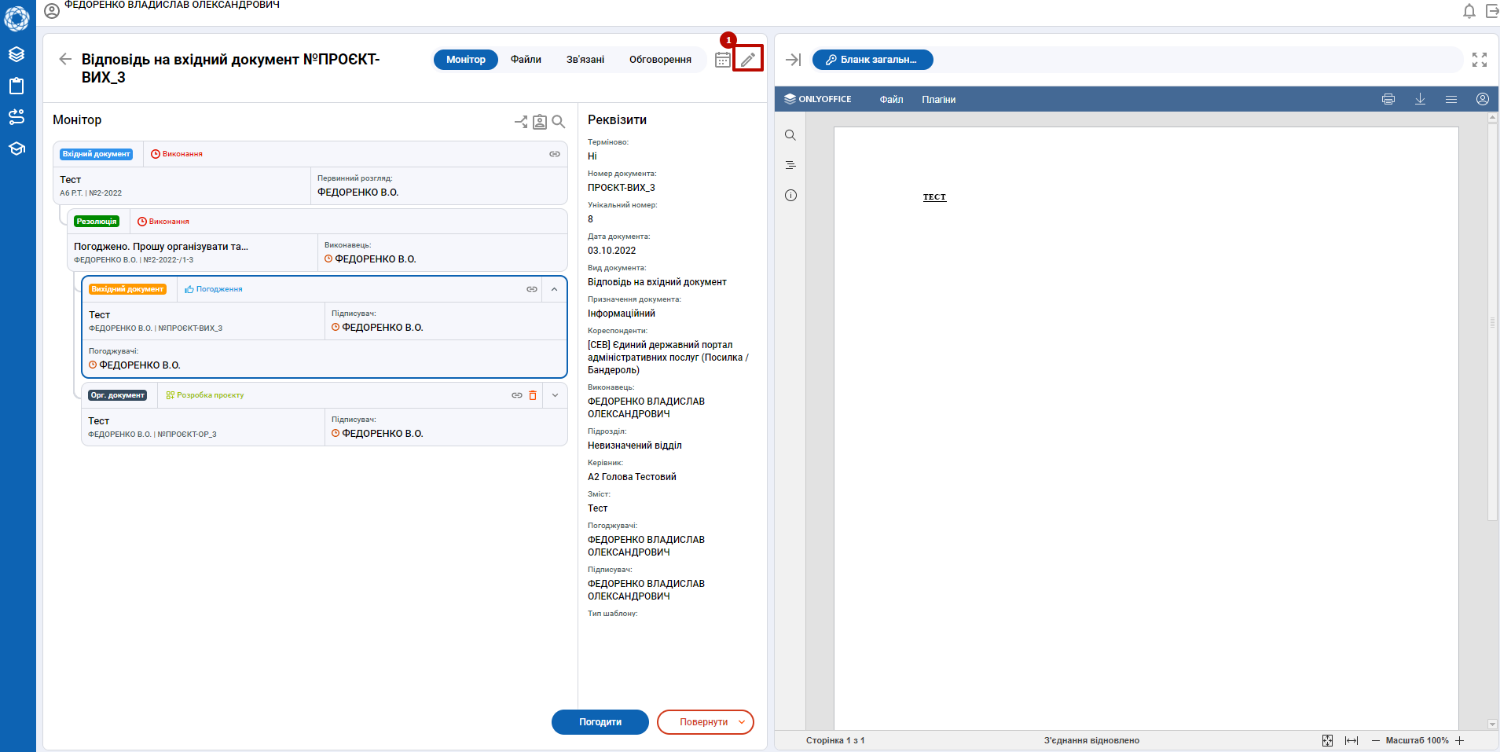 ФЕДОРЕНКО ВЛАДИСЛАВ ОЛЕКСАНДРОВИЧ
Відповідь на вхідний документ №ПРОЄКТ-
ВИХ_3
Монітор
Файли
Зв'язані
Обговорення
1
Монітор
Вхідний документ
Виконання
Тест
А6 Р.Т. | №2-2022
Первинний розгляд:
ФЕДОРЕНКО В.О.
Резолюція
Виконання
Погоджено. Прошу організувати та...
ФЕДОРЕНКО В.О. | №2-2022-/1-3
Виконавець:
ФЕДОРЕНКО В.О.
Вихідний документ
Погодження
Тест
ФЕДОРЕНКО В.О. | №ПРОЄКТ-ВИХ_3
Підписувач:
ФЕДОРЕНКО В.О.
Погоджувачі:
ФЕДОРЕНКО В.О.
Орг. документ
Розробка проєкту
Тест
ФЕДОРЕНКО В.О. | №ПРОЄКТ-ОР_3
Підписувач:
ФЕДОРЕНКО В.О.
Реквізити
Терміново:
Ні
Номер документа:
ПРОЄКТ-ВИХ_3
Унікальний номер:
8
Дата документа:
03.10.2022
Вид документа:
Відповідь на вхідний документ
Призначення документа:
Інформаційний
Кореспонденти:
[СЕВ] Єдиний державний портал
адміністративних послуг (Посилка /
Бандероль)
Виконавець:
ФЕДОРЕНКО ВЛАДИСЛАВ
ОЛЕКСАНДРОВИЧ
Підрозділ:
Невизначений відділ
Керівник:
А2 Голова Тестовий
Зміст:
Тест
Погоджувачі:
ФЕДОРЕНКО ВЛАДИСЛАВ
ОЛЕКСАНДРОВИЧ
Підписувач:
ФЕДОРЕНКО ВЛАДИСЛАВ
ОЛЕКСАНДРОВИЧ
Тип шаблону:
Погодити
Повернути
Бланк загальн...
ONLYOFFICE
Файл
Плагіни
ТЕСТ
Сторінка 1 з 1
З'єднання відновлено
Масштаб 100%